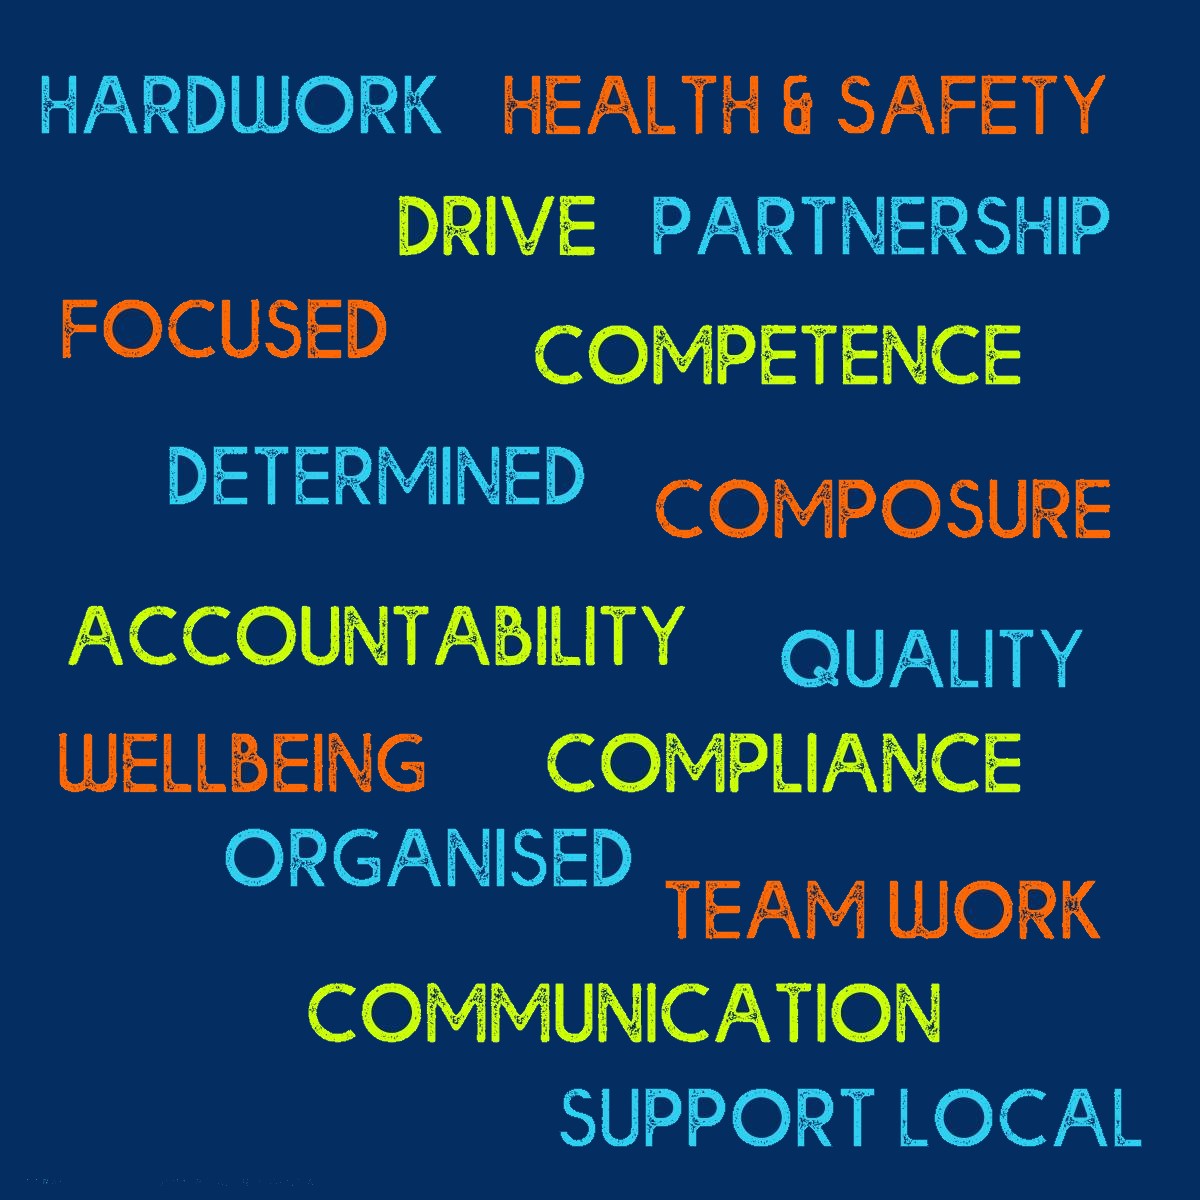 HARDWORK HEALTH & SAFETY
DRIVE PARTNERSHIP
FOCUSED
COMPETENCE
DETERMINED
COMPOSURE
ACCOUNTABILITY
QUALITY
WELLBEING COMPLIANCE
ORGANISED
TEAM WORK
COMMUNICATION
SUPPORT LOCAL